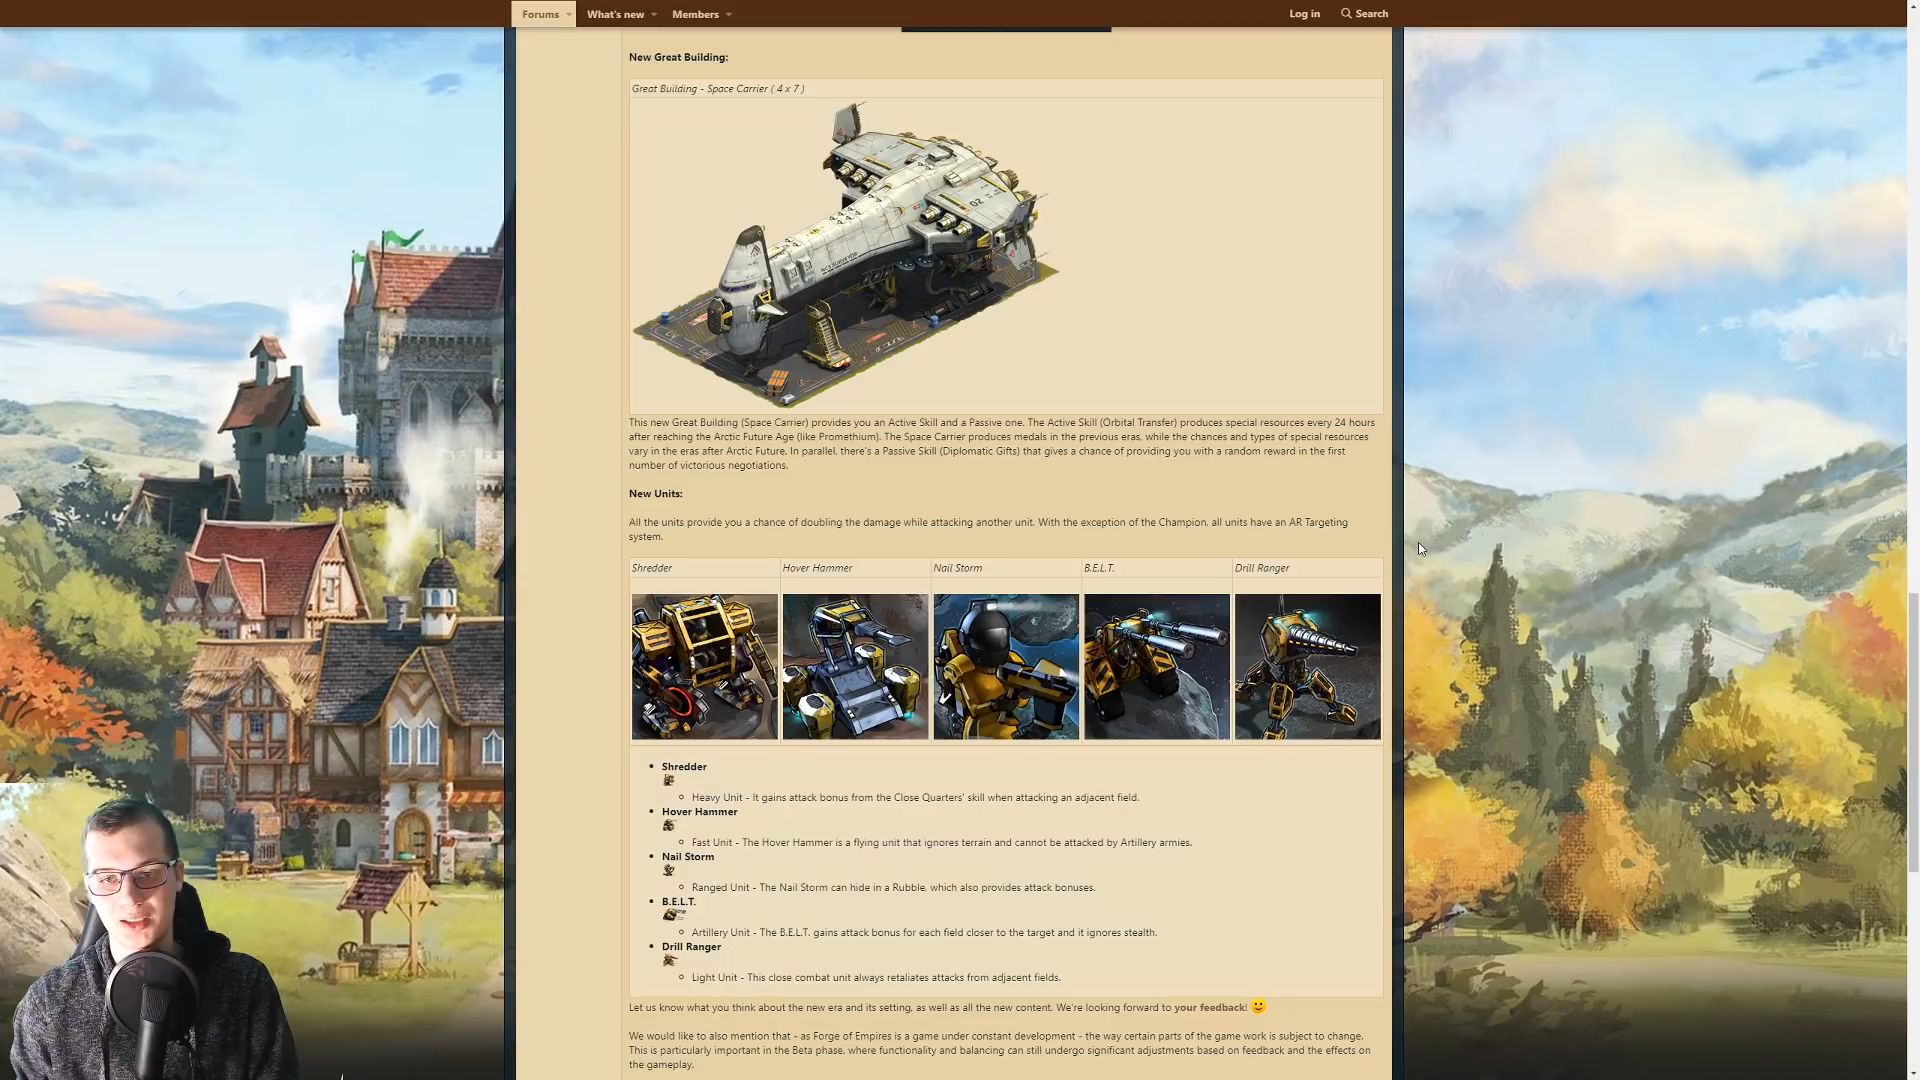 Forums
What's new
Members
Log in
Search
New Great Building:
Great Building - Space Carrier ( 4 x 7 )
02
This new Great Building (Space Carrier) provides you an Active Skill and a Passive one. The Active Skill (Orbital Transfer) produces special resources every 24 hours
after reaching the Arctic Future Age (like Promethium). The Space Carrier produces medals in the previous eras, while the chances and types of special resources
vary in the eras after Arctic Future. In parallel, there's a Passive Skill (Diplomatic Gifts) that gives a chance of providing you with a random reward in the first
number of victorious negotiations.
New Units:
All the units provide you a chance of doubling the damage while attacking another unit. With the exception of the Champion, all units have an AR Targeting
system.
Shredder
Hover Hammer
Nail Storm
B.E.L.T.
Drill Ranger
Shredder
Heavy Unit - It gains attack bonus from the Close Quarters' skill when attacking an adjacent field.
Hover Hammer
Fast Unit - The Hover Hammer is a flying unit that ignores terrain and cannot be attacked by Artillery armies.
Nail Storm
Ranged Unit - The Nail Storm can hide in a Rubble, which also provides attack bonuses.
B.E.L.T.
Artillery Unit - The B.E.L.T. gains attack bonus for each field closer to the target and it ignores stealth.
Drill Ranger
Light Unit - This close combat unit always retaliates attacks from adjacent fields.
Let us know what you think about the new era and its setting, as well as all the new content. We're looking forward to your feedback!
We would like to also mention that - as Forge of Empires is a game under constant development - the way certain parts of the game work is subject to change.
This is particularly important in the Beta phase, where functionality and balancing can still undergo significant adjustments based on feedback and the effects on
the gameplay.